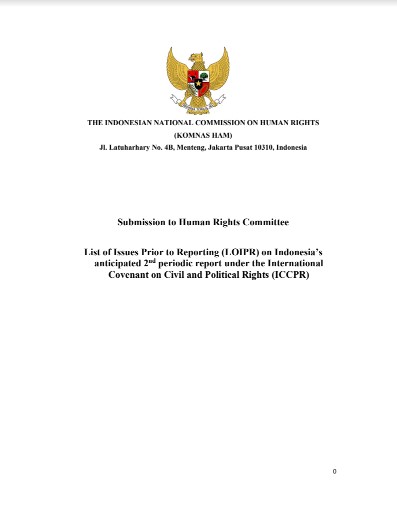 THE INDONESIAN NATIONAL COMMISSION ON HUMAN RIGHTS
(KOMNAS HAM)
Jl. Latuharhary No. 4B, Menteng, Jakarta Pusat 10310, Indonesia
Submission to Human Rights Committee
List of Issues Prior to Reporting (LOIPR) on Indonesia's
anticipated 2nd periodic report under the International
Covenant on Civil and Political Rights (ICCPR)
0